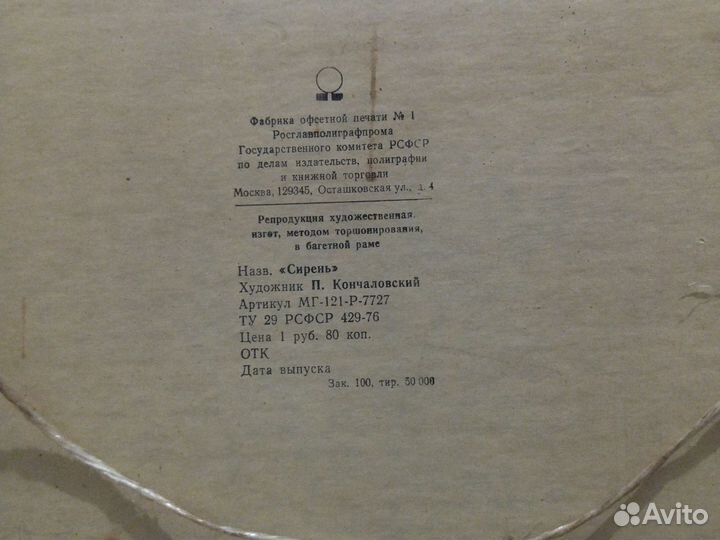 Фабрика офсетной печати № 1
Росглавполиграфпрома
Государственного комитета РСФСР
по делам издательств, полиграфии
и книжной торговли
Москва, 129345, Осташковская ул., д. 4
Репродукция художественная
изгот, методом торшонирования,
в багетной раме
Назв. «Сирень»
Художник П. Кончаловский
Артикул МГ-121-Р-7727
ТУ 29 РСФСР 429-76
Цена 1 руб. 80 коп.
ОТК
Дата выпуска
Зак. 100, тир. 50 000
Avito